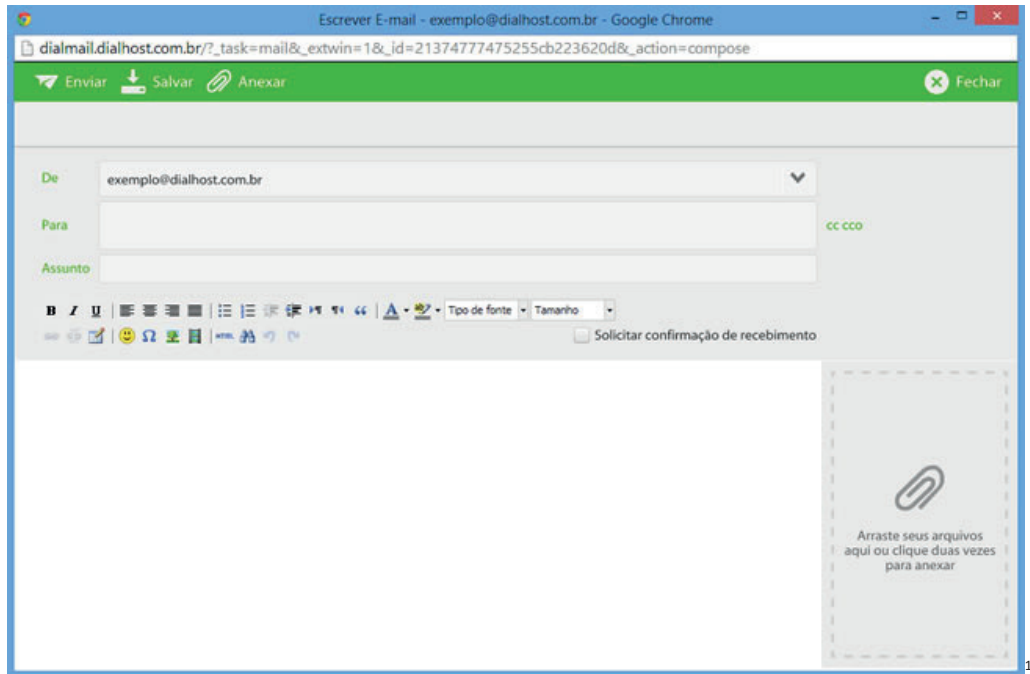 Escrever E-mail - exemplo@dialhost.com.br - Google Chrome
dialmail.dialhost.com.br/?_task=mail&_extwin=1&_id=21374777475255cb223620d&_action=compose
Enviar Salvar Anexar Fechar
De exemplo@dialhost.com.br
Para cc cco
Assunto
B I U A Tipo de fonte Tamanho
Ω HTML Solicitar confirmação de recebimento
Arraste seus arquivos
aqui ou clique duas vezes
para anexar
1